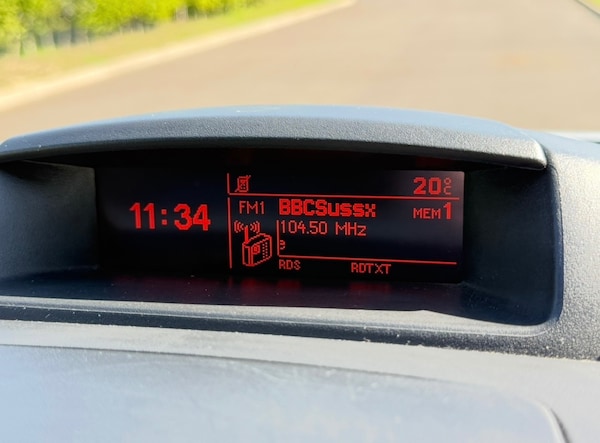 11:34
20°C
FM1 BBCSussx MEM1
104.50 MHz
e
RDS RDTXT